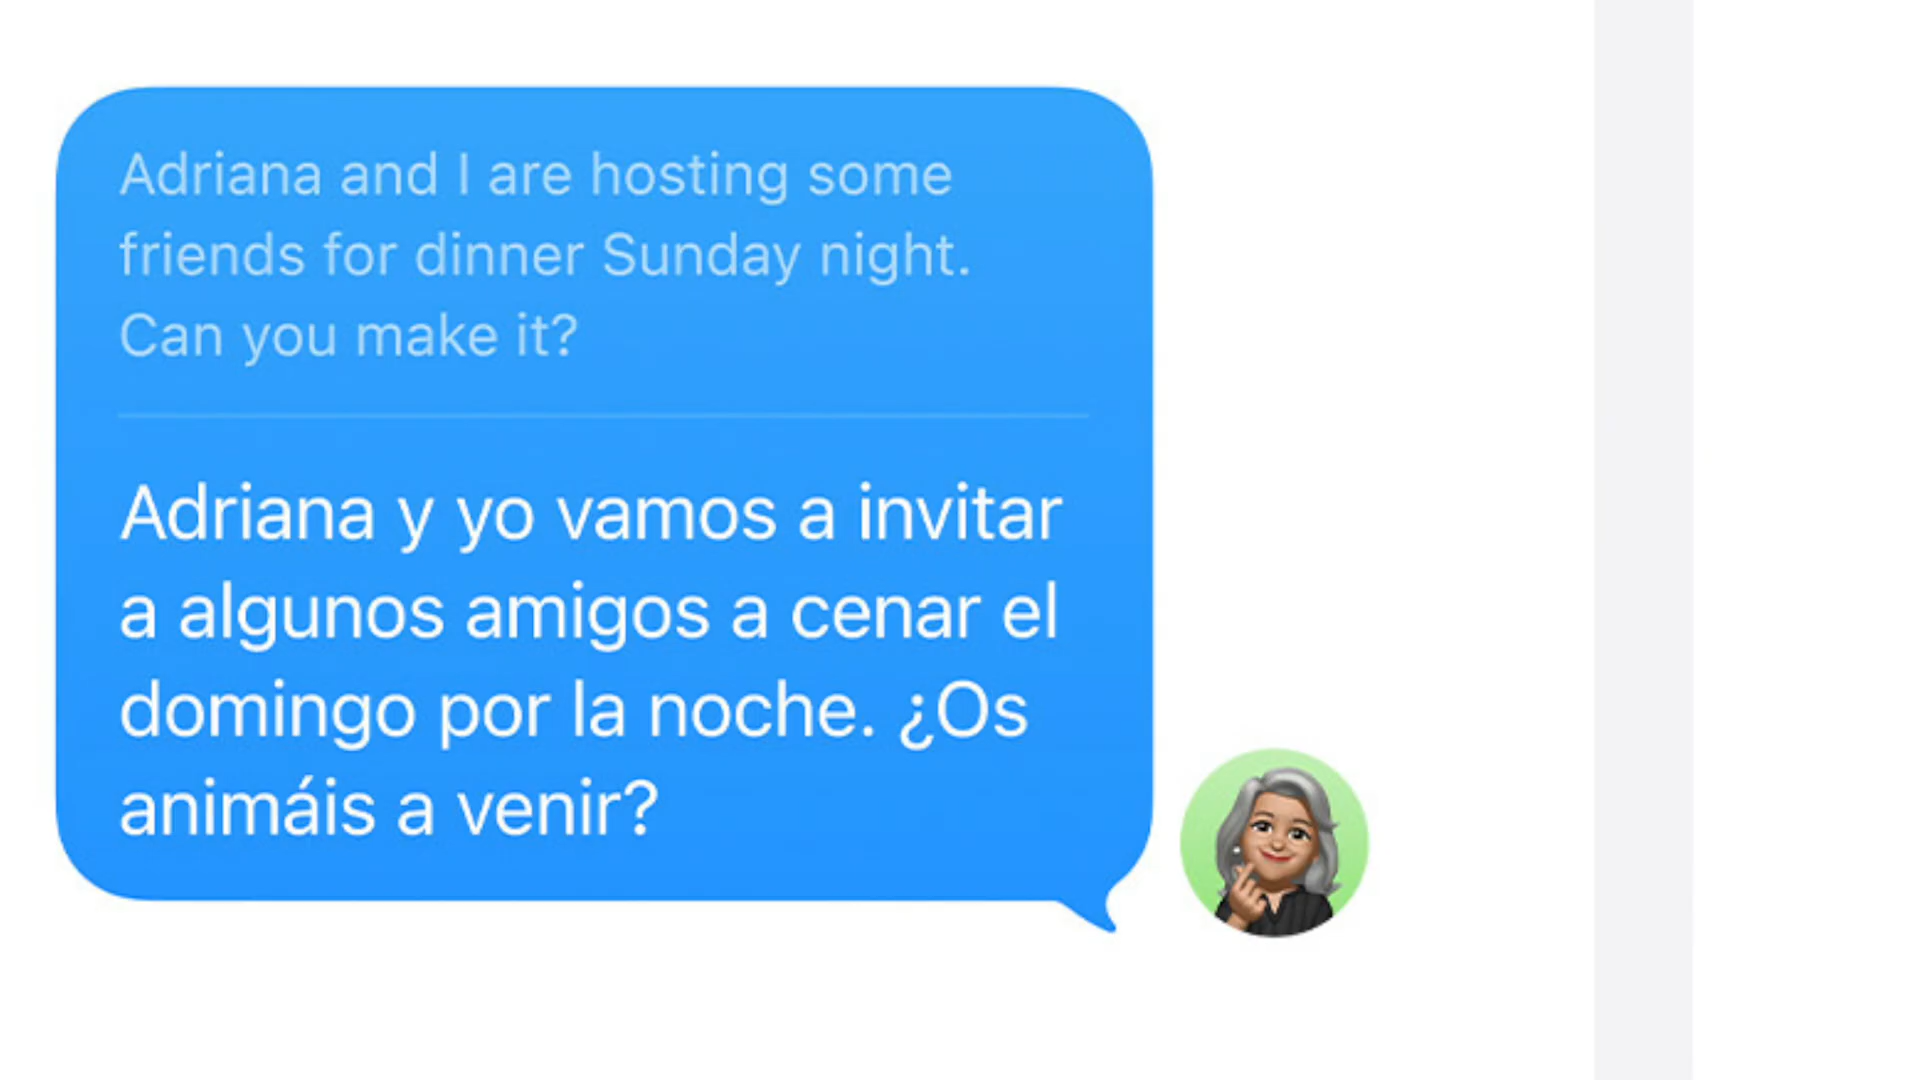 Adriana and I are hosting some
friends for dinner Sunday night.
Can you make it?
Adriana y yo vamos a invitar
a algunos amigos a cenar el
domingo por la noche. ¿Os
animáis a venir?